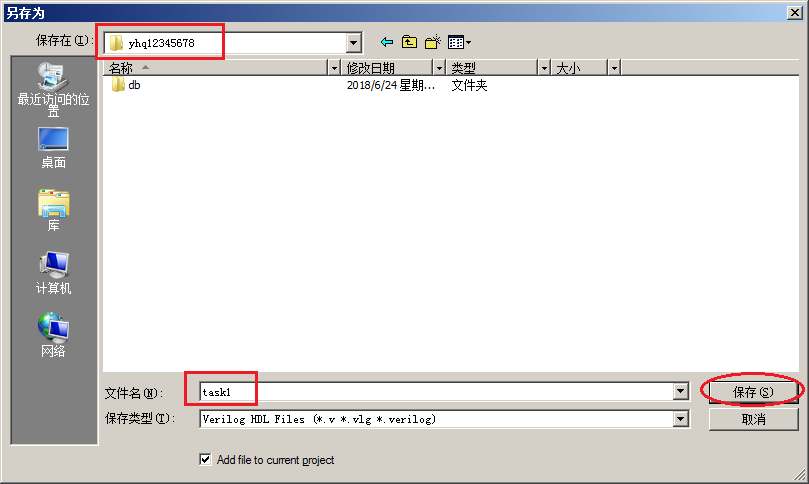 另存为
保存在(I):
yhq12345678
名称
修改日期
类型
大小
db
2018/6/24 星期...
文件夹
最近访问的位
置
桌面
库
计算机
网络
文件名(N):
task1
保存(S)
保存类型(T):
Verilog HDL Files (*.v *.vlg *.verilog)
取消
Add file to current project